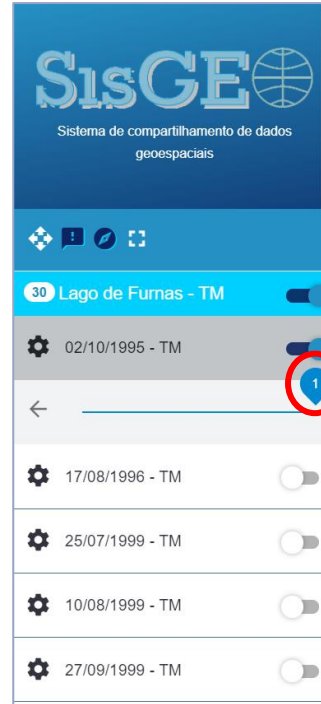 SisGEO
Sistema de compartilhamento de dados
geoespaciais
30 Lago de Furnas - TM
02/10/1995 - TM
1
17/08/1996 - TM
25/07/1999 - TM
10/08/1999 - TM
27/09/1999 - TM